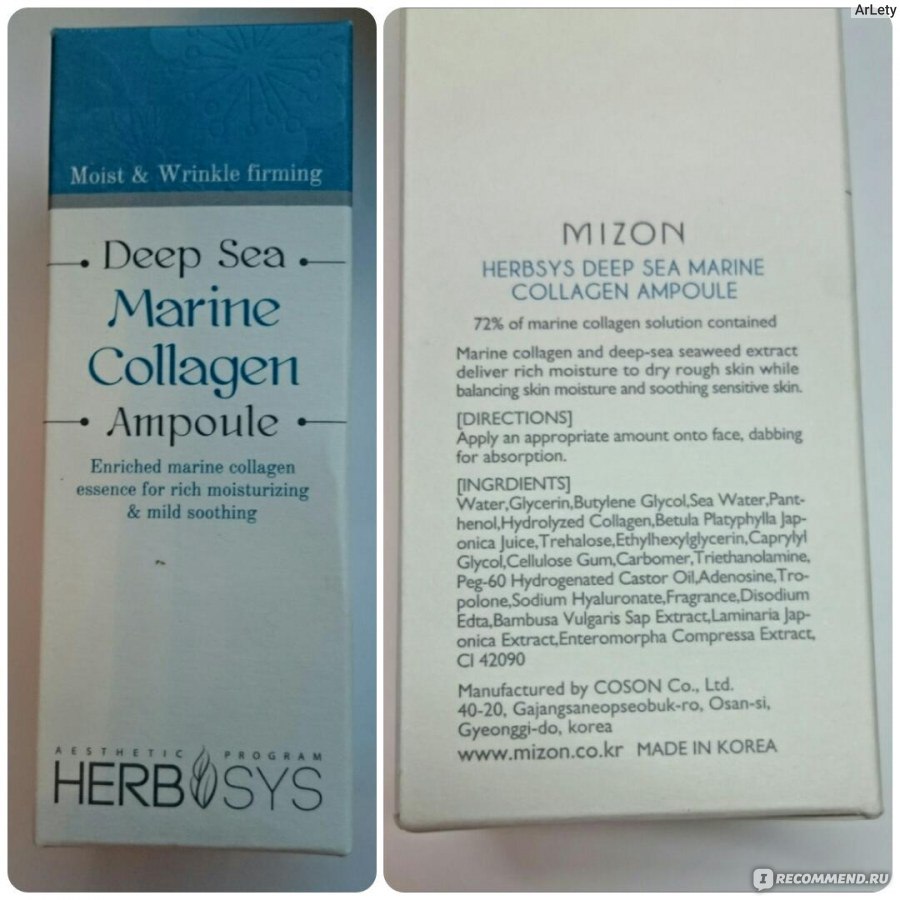 ArLety
Moist & Wrinkle firming
Deep Sea
Marine
Collagen
Ampoule
Enriched marine collagen
essence for rich moisturizing
& mild soothing
AESTHETIC PROGRAM
HERBSYS
MIZON
HERBSYS DEEP SEA MARINE
COLLAGEN AMPOULE
72% of marine collagen solution contained
Marine collagen and deep-sea seaweed extract
deliver rich moisture to dry rough skin while
balancing skin moisture and soothing sensitive skin.
[DIRECTIONS]
Apply an appropriate amount onto face, dabbing
for absorption.
[INGRDIENTS]
Water,Glycerin,Butylene Glycol,Sea Water,Pant-
henol,Hydrolyzed Collagen,Betula Platyphylla Jap-
onica Juice,Trehalose,Ethylhexylglycerin,Caprylyl
Glycol,Cellulose Gum,Carbomer,Triethanolamine,
Peg-60 Hydrogenated Castor Oil,Adenosine,Tro-
polone,Sodium Hyaluronate,Fragrance,Disodium
Edta,Bambusa Vulgaris Sap Extract,Laminaria Jap-
onica Extract,Enteromorpha Compressa Extract,
CI 42090
Manufactured by COSON Co., Ltd.
40-20, Gajangsaneopseobuk-ro, Osan-si,
Gyeonggi-do, korea
www.mizon.co.kr MADE IN KOREA
IRECOMMEND.RU